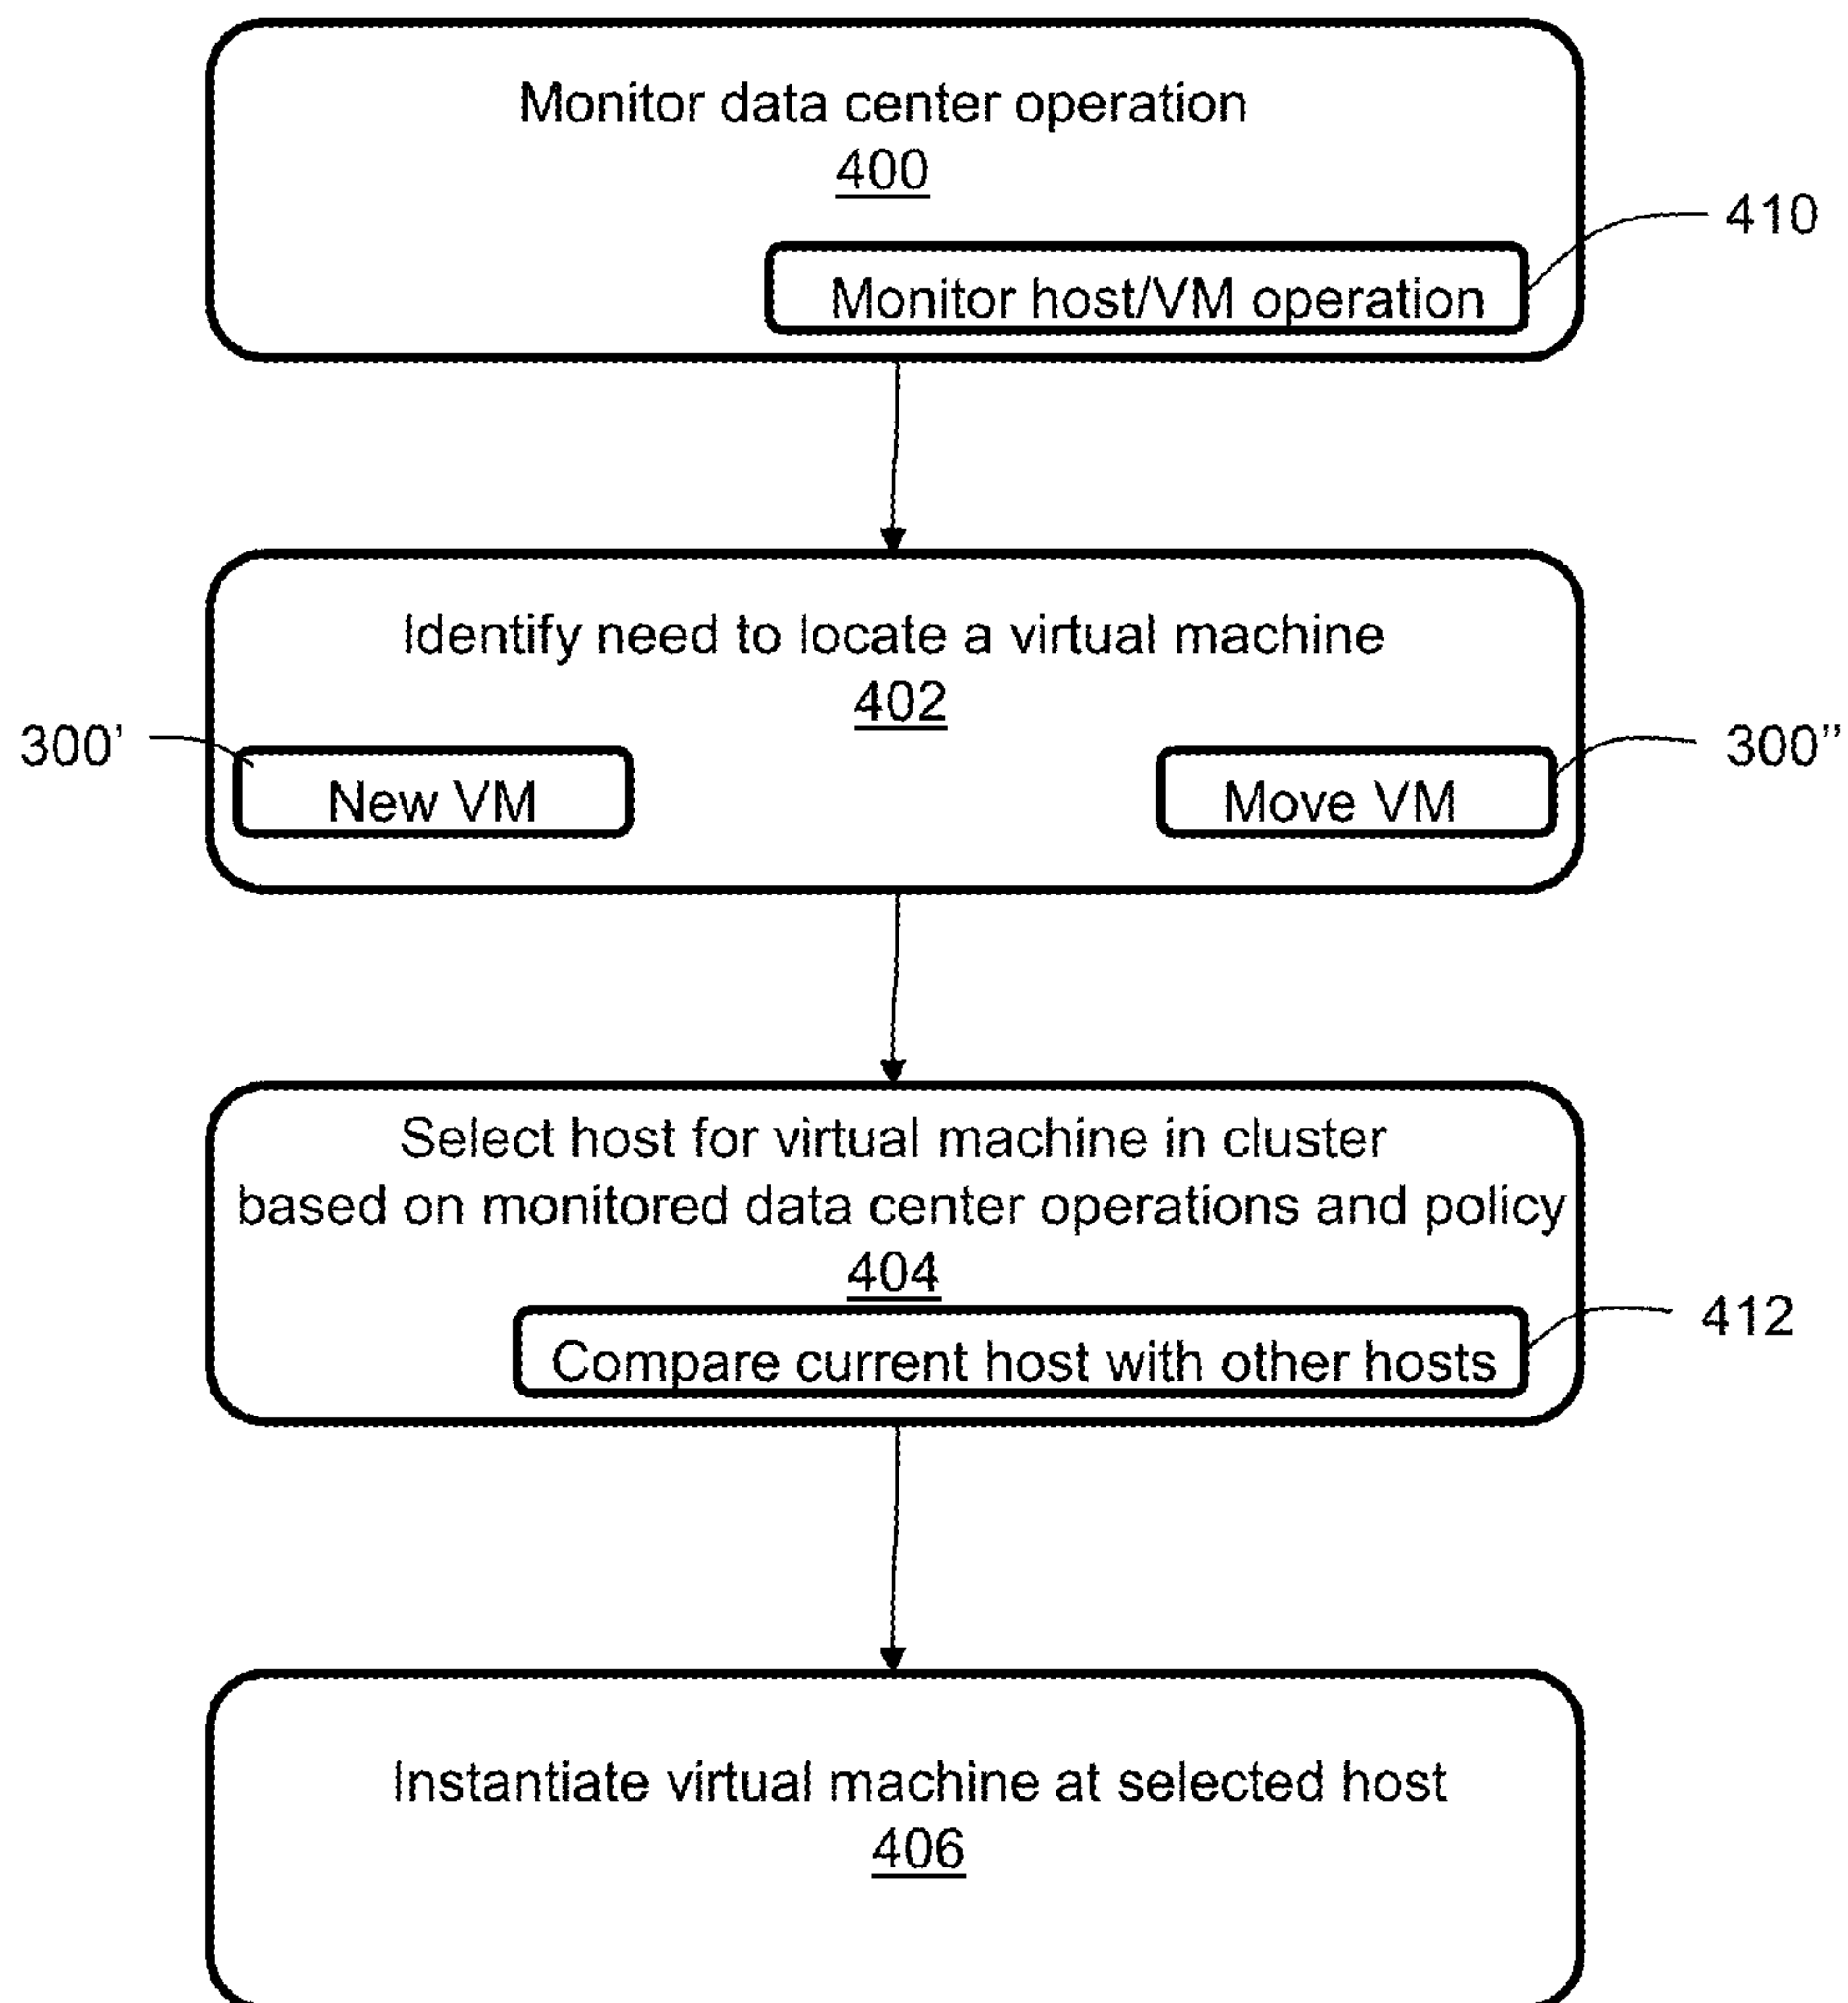 Monitor data center operation
400
410
Monitor host/VM operation
Identify need to locate a virtual machine
402
300’
300”
New VM
Move VM
Select host for virtual machine in cluster
based on monitored data center operations and policy
404
412
Compare current host with other hosts
Instantiate virtual machine at selected host
406